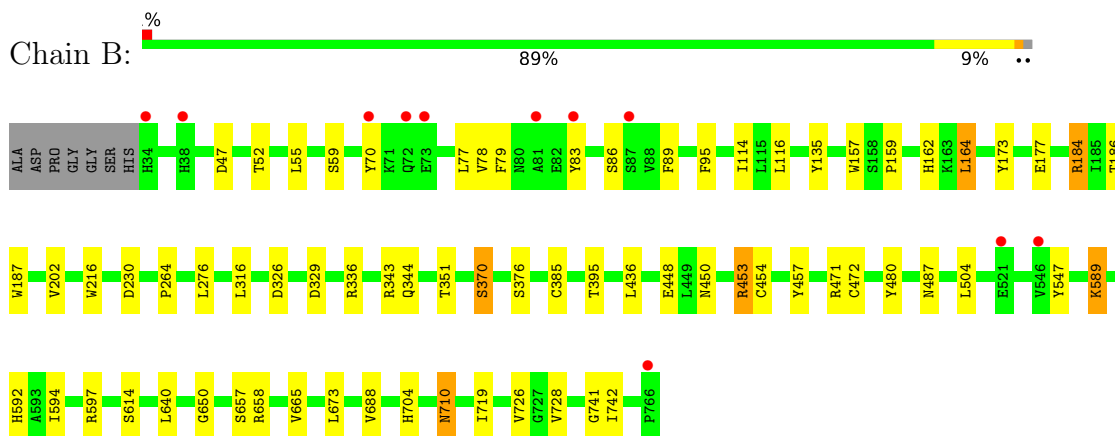 %
Chain B:
89% 9% ••
ALA ASP PRO GLY GLY SER HIS H34 H38 D47 T52 L55 S59 Y70 K71 Q72 E73 L77 V78 F79 N80 A81 E82 Y83 S86 S87 V88 F89 F95 I114 L115 L116 Y135 W157 S158 P159 H162 K163 L164 Y173 E177 R184 I185 T186
W187 V202 W216 D230 P264 L276 L316 D326 D329 R336 R343 Q344 T351 S370 S376 C385 T395 L436 E448 L449 N450 R453 C454 Y457 R471 C472 Y480 N487 L504 E521 V546 Y547 K589
H592 A593 I594 R597 S614 L640 G650 S657 R658 V665 L673 V688 H704 N710 I719 V726 G727 V728 G741 I742 P766